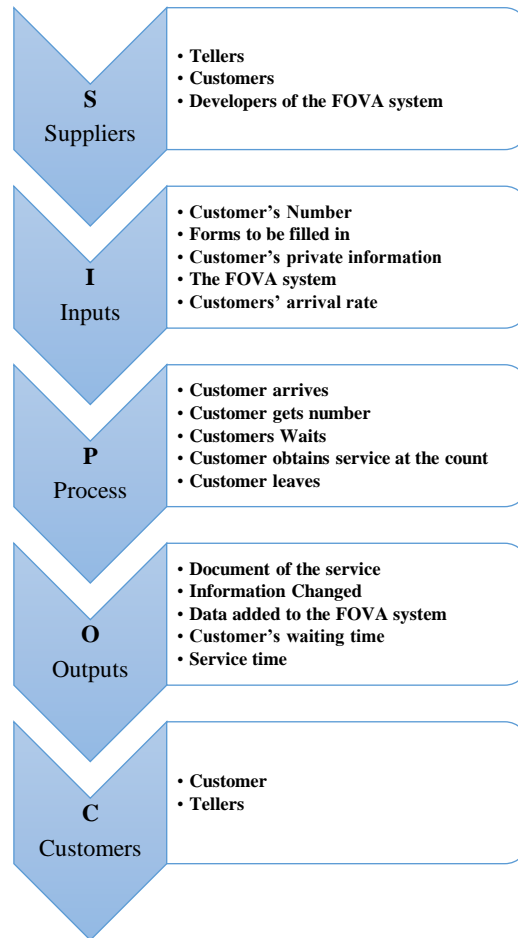 S
Suppliers
• Tellers
• Customers
• Developers of the FOVA system
I
Inputs
• Customer's Number
• Forms to be filled in
• Customer's private information
• The FOVA system
• Customers' arrival rate
P
Process
• Customer arrives
• Customer gets number
• Customers Waits
• Customer obtains service at the count
• Customer leaves
O
Outputs
• Document of the service
• Information Changed
• Data added to the FOVA system
• Customer's waiting time
• Service time
C
Customers
• Customer
• Tellers